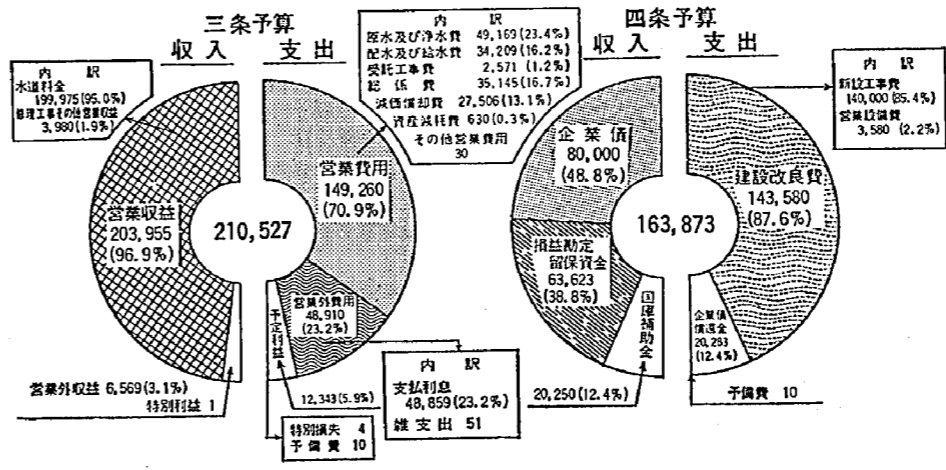 三条予算
収入 支出
内訳
水道料金
199,975(95.0%)
修理工事その他営業収益
3,980(1.9%)
営業収益
203,955
(96.9%)
210,527
営業費用
149,260
(70.9%)
営業外費用
48,910
(23.2%)
予定利益
営業外収益 6,569(3.1%)
特別利益 1
12,343(5.9%)
特別損失 4
予備費 10
内訳
原水及び浄水費 49,169(23.4%)
配水及び給水費 34,209(16.2%)
受託工事費 2,571(1.2%)
総係費 35,145(16.7%)
減価償却費 27,506(13.1%)
資産減耗費 630(0.3%)
その他営業費用
30
内訳
支払利息
48,859(23.2%)
雑支出 51
四条予算
収入 支出
企業債
80,000
(48.8%)
163,873
損益勘定
留保資金
63,623
(38.8%)
国庫補助金
20,250(12.4%)
内訳
新設工事費
140,000(85.4%)
営業設備費
3,580(2.2%)
建設改良費
143,580
(87.6%)
企業債
償還金
20,283
(12.4%)
予備費 10